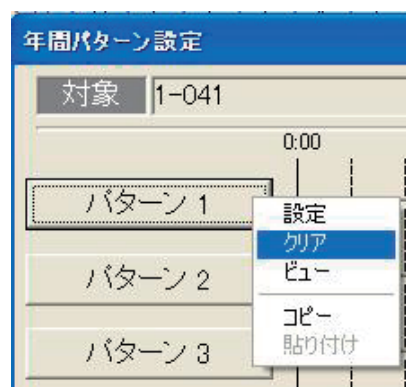 年間パターン設定
対象 1-041
0:00
パターン 1
設定
クリア
パターン 2
ビュー
コピー
パターン 3
貼り付け